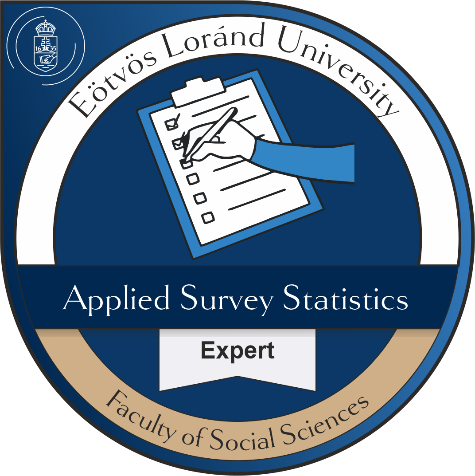 Eötvös Loránd University
Applied Survey Statistics
Expert
Faculty of Social Sciences